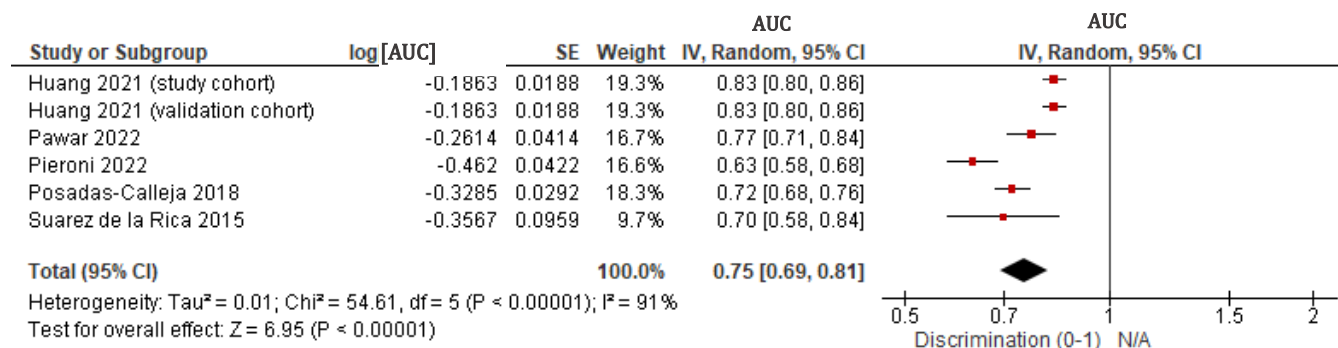 AUC AUC
Study or Subgroup log[AUC] SE Weight IV, Random, 95% CI IV, Random, 95% CI
Huang 2021 (study cohort) -0.1863 0.0188 19.3% 0.83 [0.80, 0.86]
Huang 2021 (validation cohort) -0.1863 0.0188 19.3% 0.83 [0.80, 0.86]
Pawar 2022 -0.2614 0.0414 16.7% 0.77 [0.71, 0.84]
Pieroni 2022 -0.462 0.0422 16.6% 0.63 [0.58, 0.68]
Posadas-Calleja 2018 -0.3285 0.0292 18.3% 0.72 [0.68, 0.76]
Suarez de la Rica 2015 -0.3567 0.0959 9.7% 0.70 [0.58, 0.84]
Total (95% CI) 100.0% 0.75 [0.69, 0.81]
Heterogeneity: Tau² = 0.01; Chi² = 54.61, df = 5 (P < 0.00001); I² = 91%
Test for overall effect: Z = 6.95 (P < 0.00001)
0.5 0.7 1 1.5 2
Discrimination (0-1) N/A